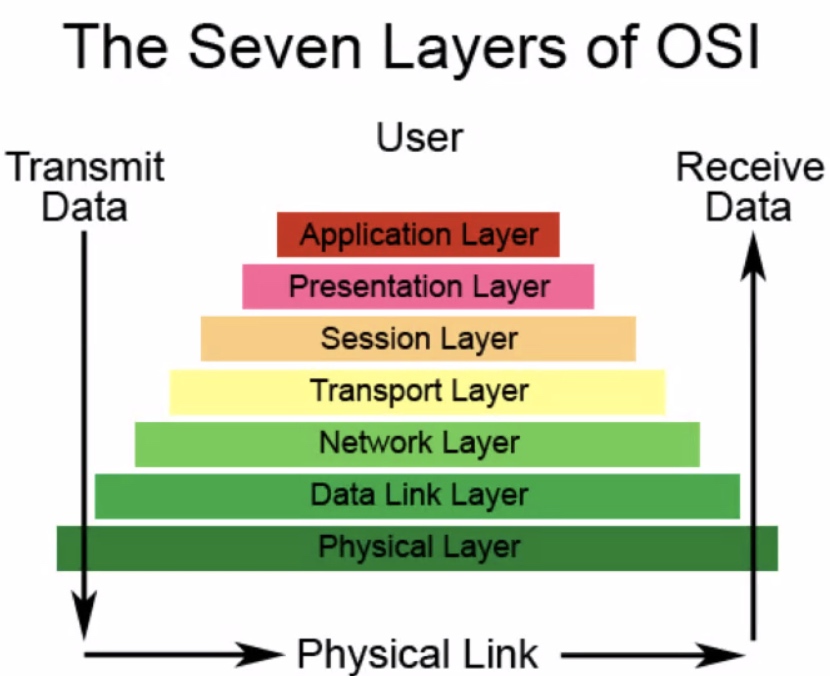 The Seven Layers of OSI
User
Transmit
Data
Receive
Data
Application Layer
Presentation Layer
Session Layer
Transport Layer
Network Layer
Data Link Layer
Physical Layer
Physical Link